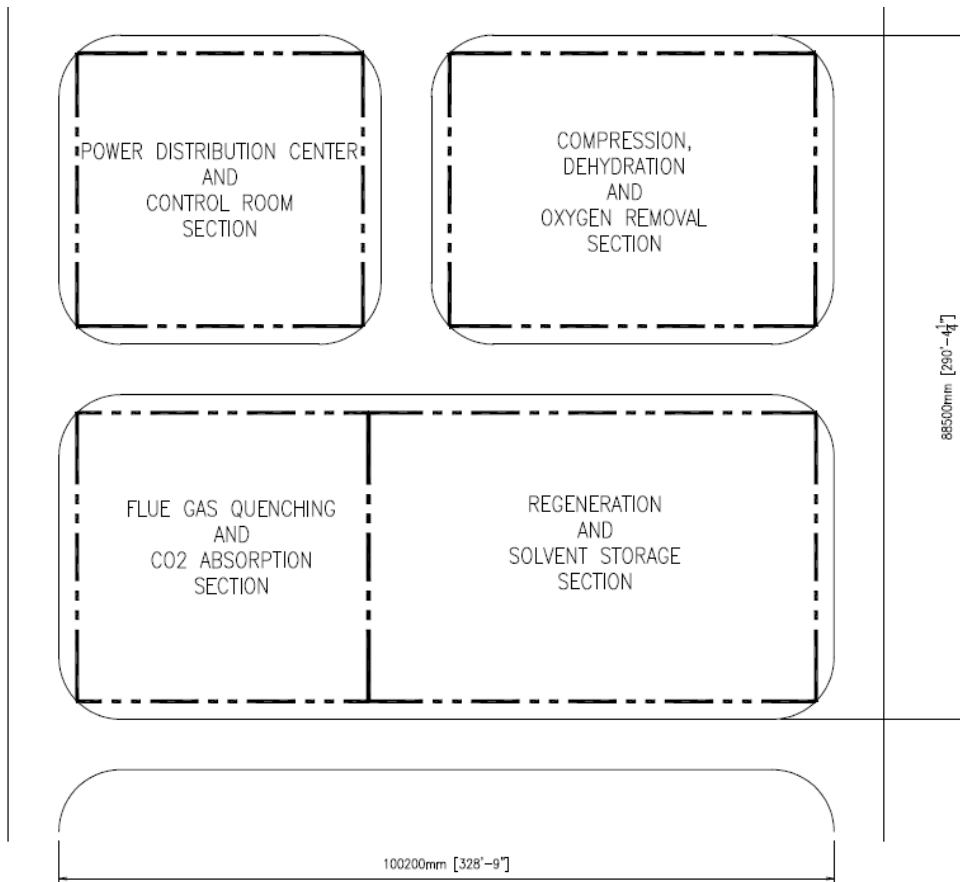 POWER DISTRIBUTION CENTER
AND
CONTROL ROOM
SECTION
COMPRESSION,
DEHYDRATION
AND
OXYGEN REMOVAL
SECTION
88500mm [290'-4¼"]
FLUE GAS QUENCHING
AND
CO2 ABSORPTION
SECTION
REGENERATION
AND
SOLVENT STORAGE
SECTION
100200mm [328'-9"]